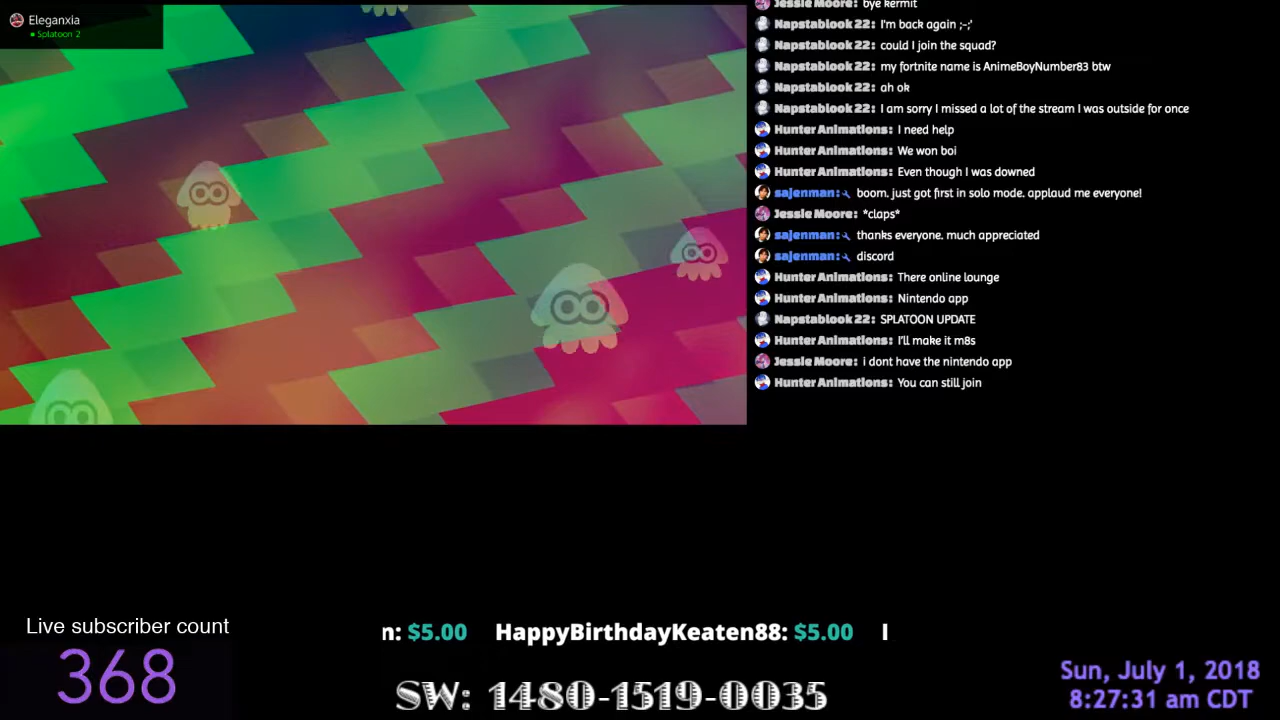 Eleganxia
Splatoon 2
Jessie Moore: bye kermit
Napstablook 22: I'm back again ;-;'
Napstablook 22: could I join the squad?
Napstablook 22: my fortnite name is AnimeBoyNumber83 btw
Napstablook 22: ah ok
Napstablook 22: I am sorry I missed a lot of the stream I was outside for once
Hunter Animations: I need help
Hunter Animations: We won boi
Hunter Animations: Even though I was downed
sajenman: boom. just got first in solo mode. applaud me everyone!
Jessie Moore: *claps*
sajenman: thanks everyone. much appreciated
sajenman: discord
Hunter Animations: There online lounge
Hunter Animations: Nintendo app
Napstablook 22: SPLATOON UPDATE
Hunter Animations: I'll make it m8s
Jessie Moore: i dont have the nintendo app
Hunter Animations: You can still join
Live subscriber count
368
n: $5.00 HappyBirthdayKeaten88: $5.00
SW: 1480-1519-0035
Sun, July 1, 2018
8:27:31 am CDT